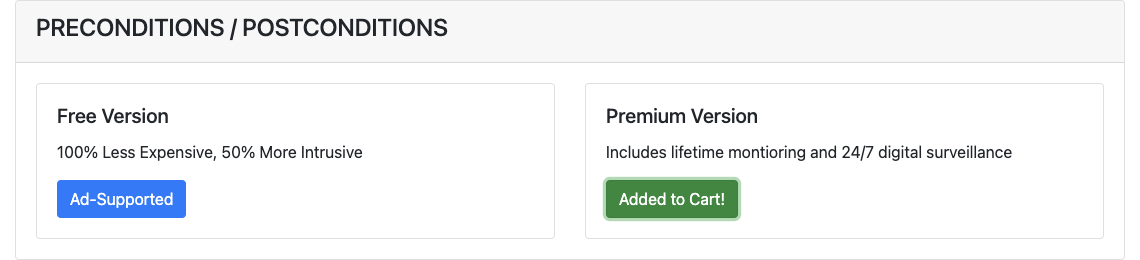 PRECONDITIONS / POSTCONDITIONS
Free Version
100% Less Expensive, 50% More Intrusive
Ad-Supported
Premium Version
Includes lifetime montioring and 24/7 digital surveillance
Added to Cart!